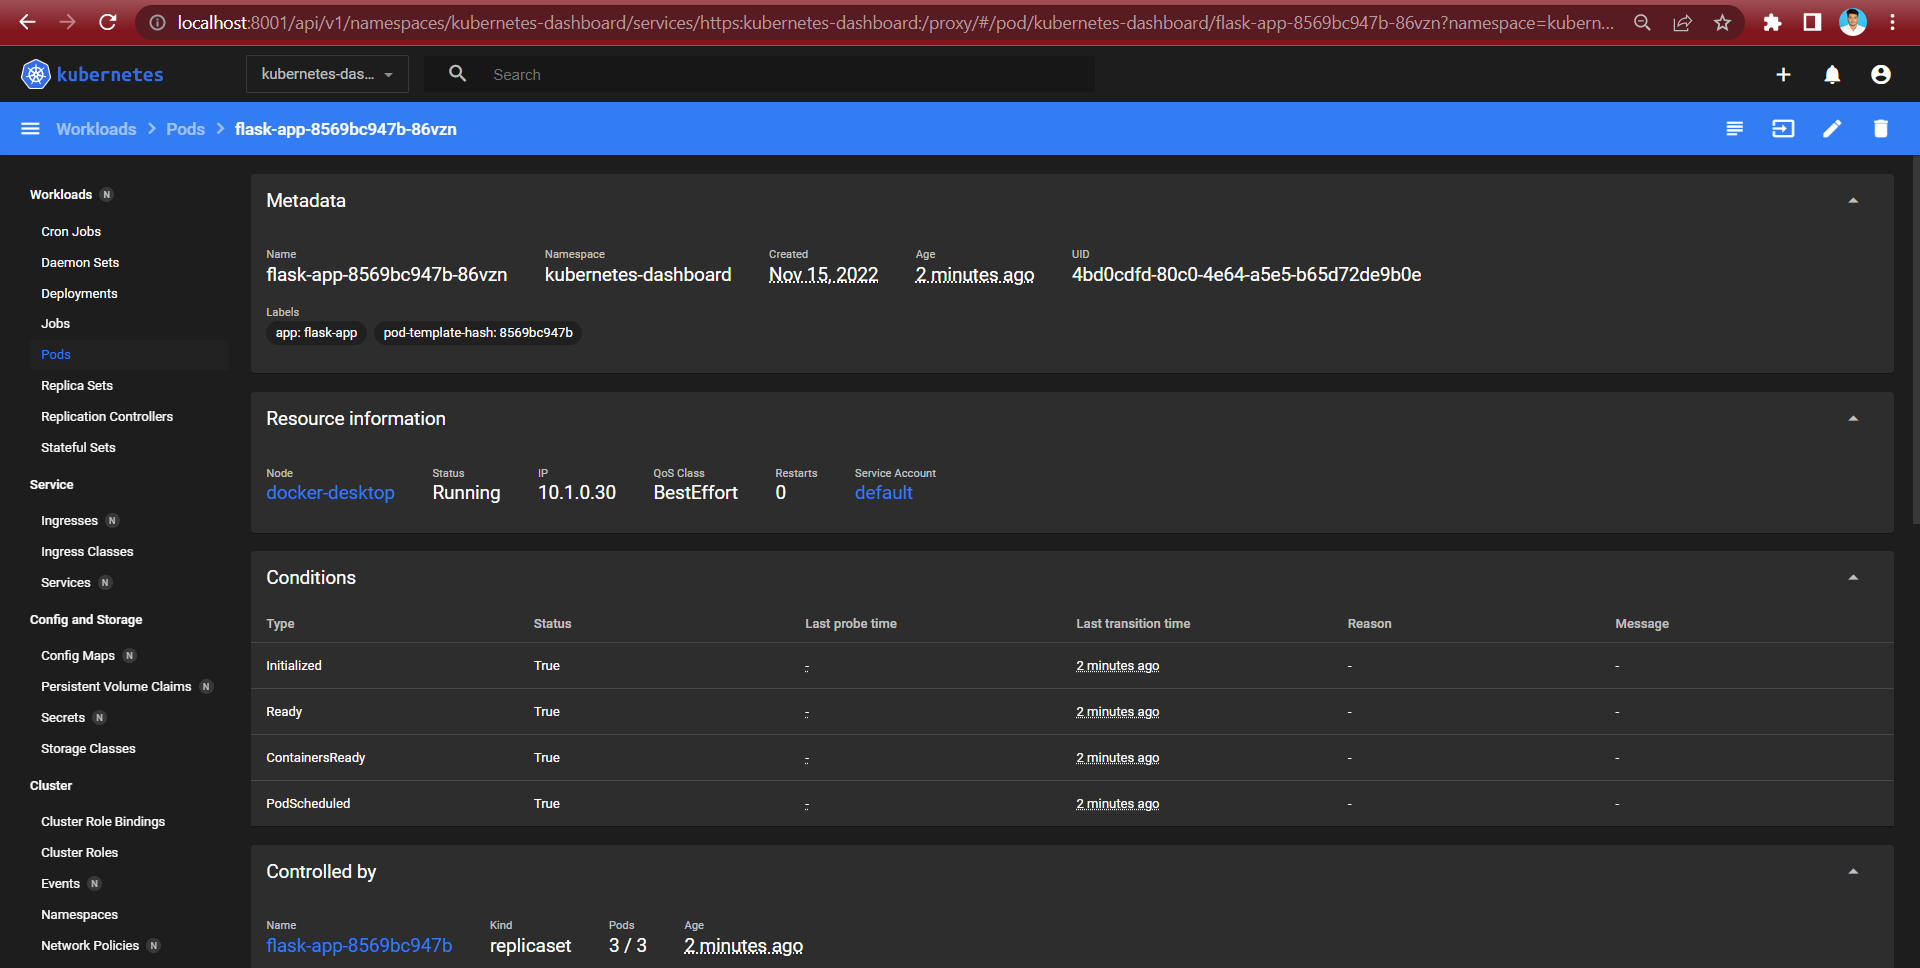 localhost:8001/api/v1/namespaces/kubernetes-dashboard/services/https:kubernetes-dashboard:/proxy/#/pod/kubernetes-dashboard/flask-app-8569bc947b-86vzn?namespace=kubern...
kubernetes
kubernetes-das...
Search
Workloads > Pods > flask-app-8569bc947b-86vzn
Workloads N
Cron Jobs
Daemon Sets
Deployments
Jobs
Pods
Replica Sets
Replication Controllers
Stateful Sets
Service
Ingresses N
Ingress Classes
Services N
Config and Storage
Config Maps N
Persistent Volume Claims N
Secrets N
Storage Classes
Cluster
Cluster Role Bindings
Cluster Roles
Events N
Namespaces
Network Policies N
Metadata
Name Namespace Created Age UID
flask-app-8569bc947b-86vzn kubernetes-dashboard Nov 15, 2022 2 minutes ago 4bd0cdfd-80c0-4e64-a5e5-b65d72de9b0e
Labels
app: flask-app pod-template-hash: 8569bc947b
Resource information
Node Status IP QoS Class Restarts Service Account
docker-desktop Running 10.1.0.30 BestEffort 0 default
Conditions
Type Status Last probe time Last transition time Reason Message
Initialized True - 2 minutes ago - -
Ready True - 2 minutes ago - -
ContainersReady True - 2 minutes ago - -
PodScheduled True - 2 minutes ago - -
Controlled by
Name Kind Pods Age
flask-app-8569bc947b replicaset 3 / 3 2 minutes ago